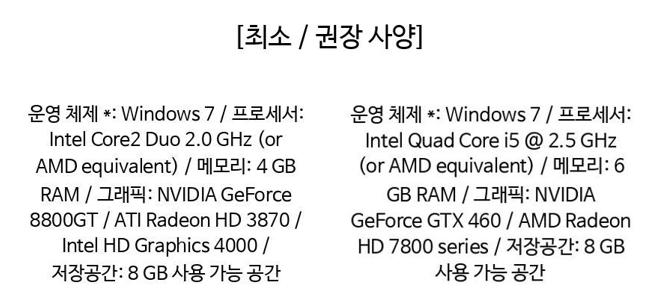 [최소 / 권장 사양]
운영 체제 *: Windows 7 / 프로세서:
Intel Core2 Duo 2.0 GHz (or
AMD equivalent) / 메모리: 4 GB
RAM / 그래픽: NVIDIA GeForce
8800GT / ATI Radeon HD 3870 /
Intel HD Graphics 4000 /
저장공간: 8 GB 사용 가능 공간
운영 체제 *: Windows 7 / 프로세서:
Intel Quad Core i5 @ 2.5 GHz
(or AMD equivalent) / 메모리: 6
GB RAM / 그래픽: NVIDIA
GeForce GTX 460 / AMD Radeon
HD 7800 series / 저장공간: 8 GB
사용 가능 공간